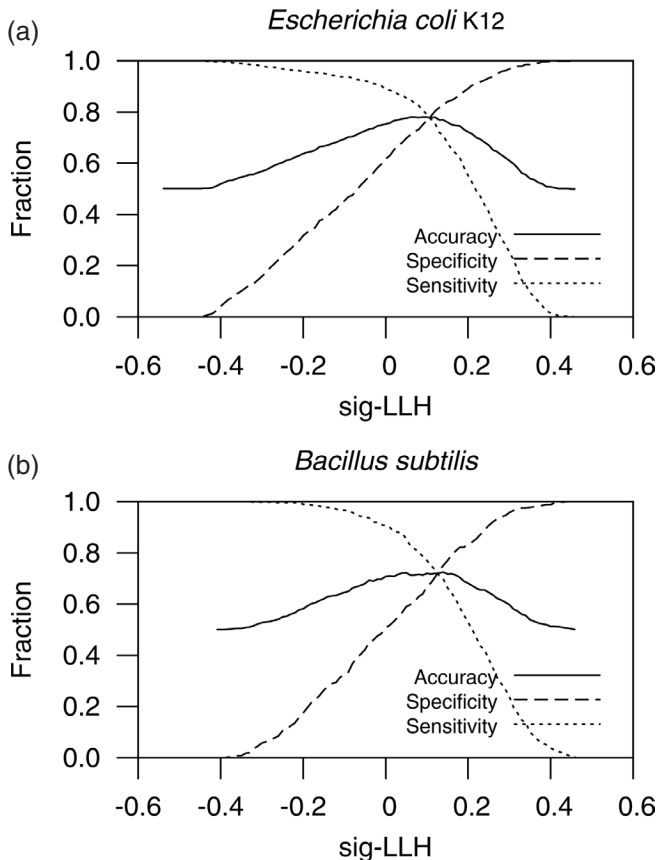 (a)
Escherichia coli K12
1.0
0.8
0.6
0.4
0.2
0.0
Fraction
Accuracy
Specificity
Sensitivity
-0.6 -0.4 -0.2 0 0.2 0.4 0.6
sig-LLH
(b)
Bacillus subtilis
1.0
0.8
0.6
0.4
0.2
0.0
Fraction
Accuracy
Specificity
Sensitivity
-0.6 -0.4 -0.2 0 0.2 0.4 0.6
sig-LLH